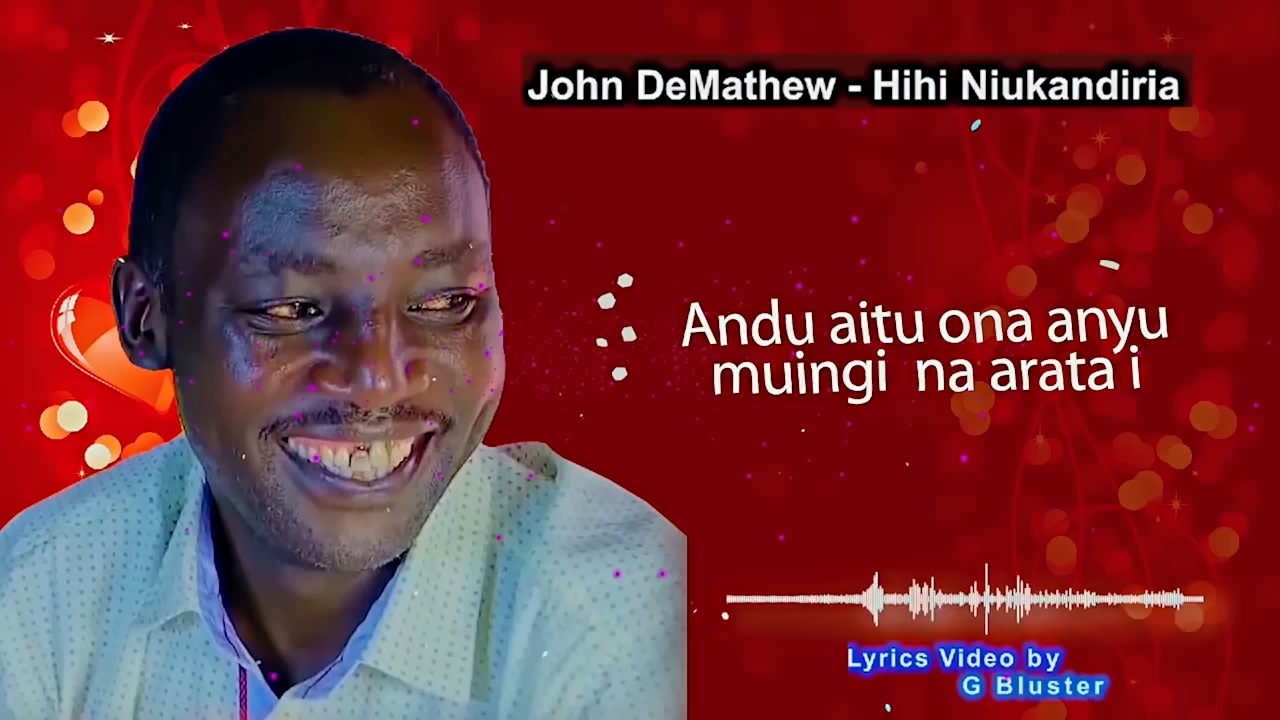 John DeMathew - Hihi Niukandiria
Andu aitu ona anyu
muingi na arata i
Lyrics Video by
G Bluster